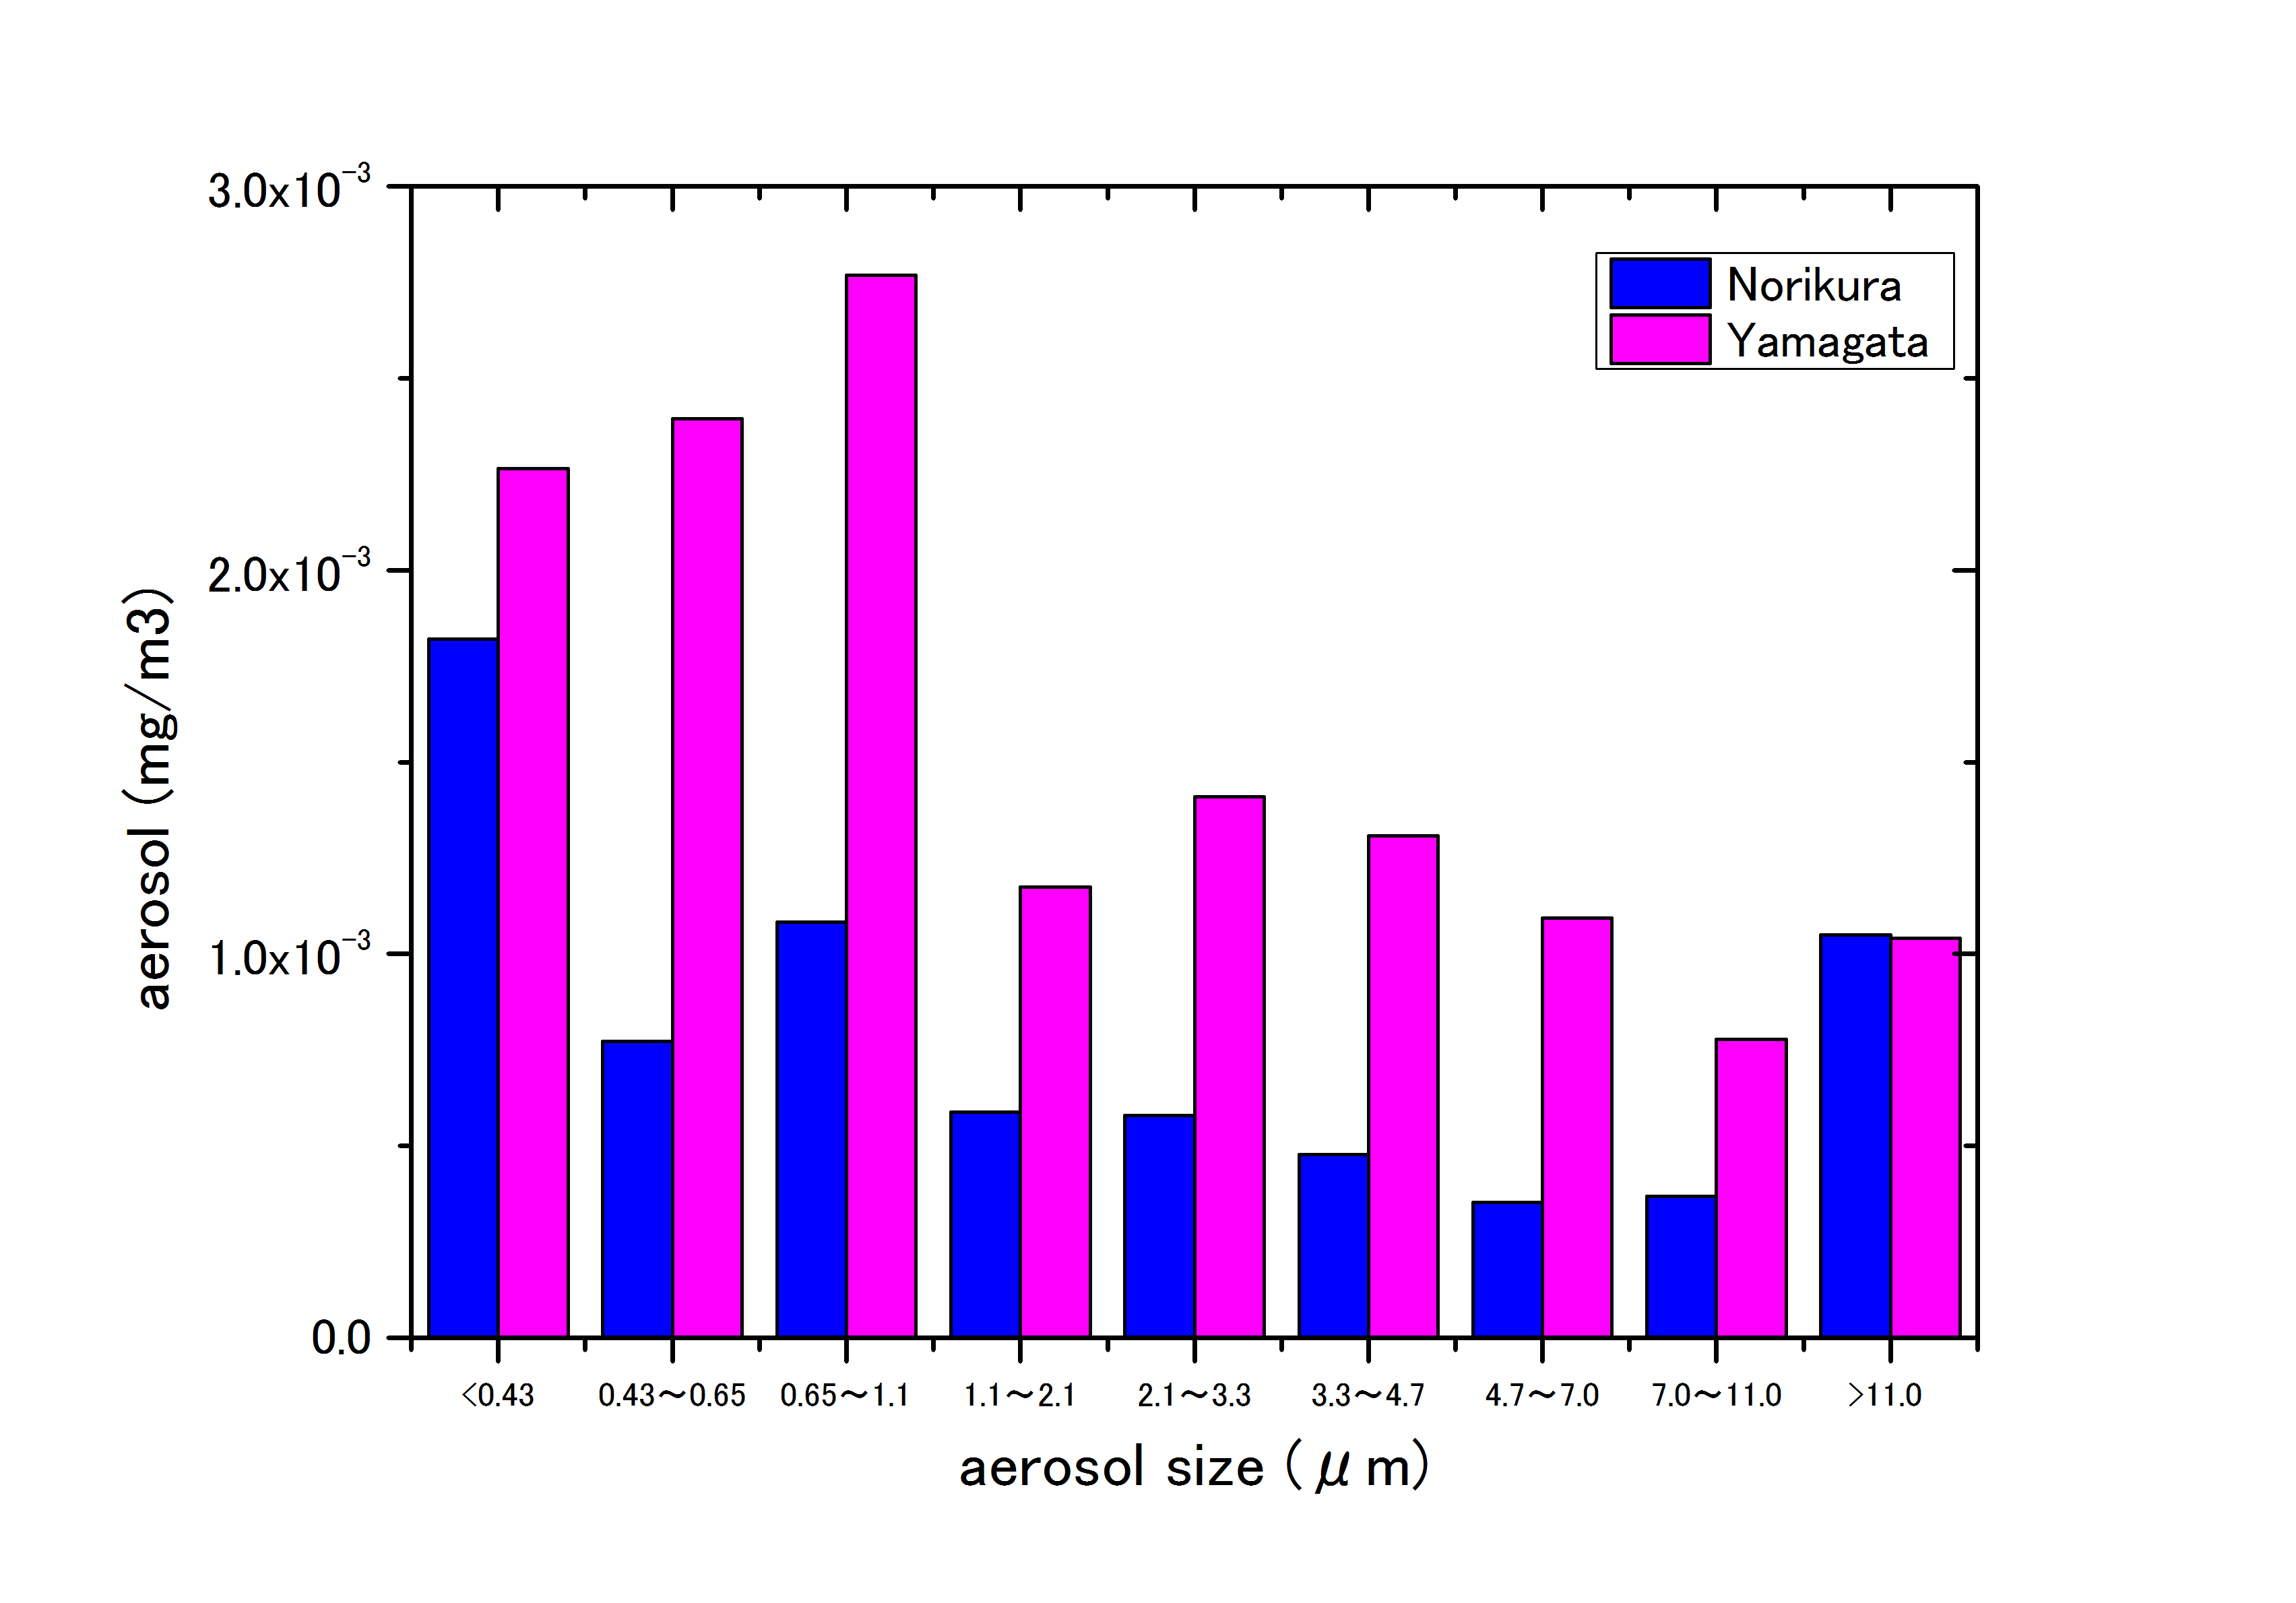 3.0x10⁻³
2.0x10⁻³
1.0x10⁻³
0.0
aerosol (mg/m3)
Norikura
Yamagata
<0.43 0.43～0.65 0.65～1.1 1.1～2.1 2.1～3.3 3.3～4.7 4.7～7.0 7.0～11.0 >11.0
aerosol size (μm)